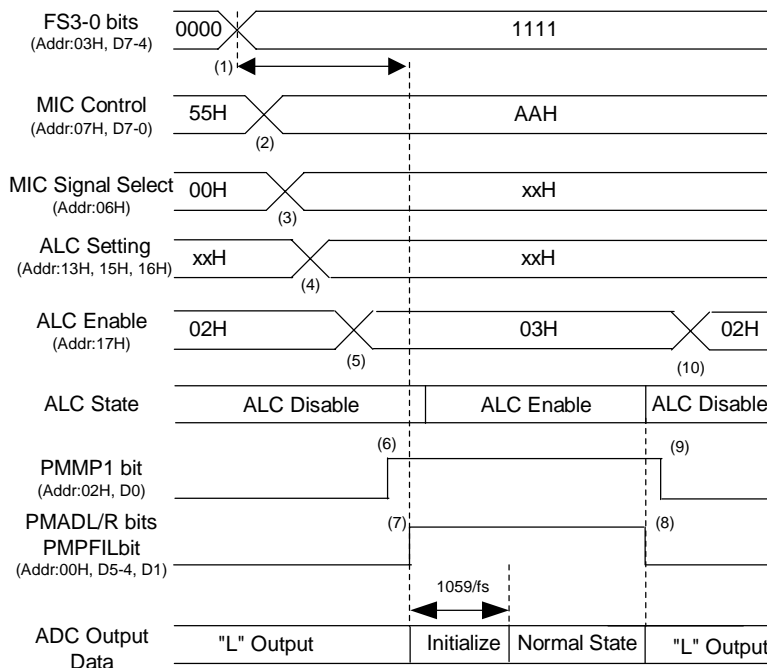 FS3-0 bits
(Addr:03H, D7-4)
0000
1111
(1)
MIC Control
(Addr:07H, D7-0)
55H
AAH
(2)
MIC Signal Select
(Addr:06H)
00H
xxH
(3)
ALC Setting
(Addr:13H, 15H, 16H)
xxH
xxH
(4)
ALC Enable
(Addr:17H)
02H
03H
02H
(5)
(10)
ALC State
ALC Disable
ALC Enable
ALC Disable
PMMP1 bit
(Addr:02H, D0)
(6)
(9)
PMADL/R bits
PMPFILbit
(Addr:00H, D5-4, D1)
(7)
(8)
1059/fs
ADC Output
Data
"L" Output
Initialize
Normal State
"L" Output